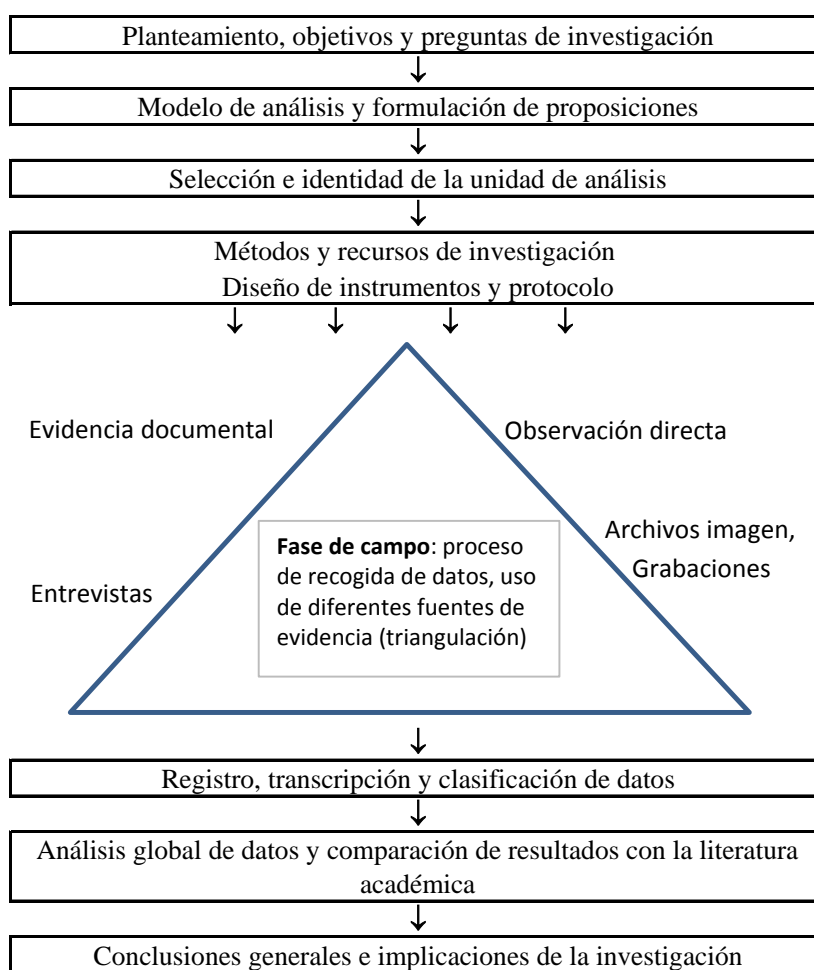 Planteamiento, objetivos y preguntas de investigación
Modelo de análisis y formulación de proposiciones
Selección e identidad de la unidad de análisis
Métodos y recursos de investigación
Diseño de instrumentos y protocolo
Evidencia documental
Observación directa
Entrevistas
Fase de campo: proceso
de recogida de datos, uso
de diferentes fuentes de
evidencia (triangulación)
Archivos imagen,
Grabaciones
Registro, transcripción y clasificación de datos
Análisis global de datos y comparación de resultados con la literatura
académica
Conclusiones generales e implicaciones de la investigación